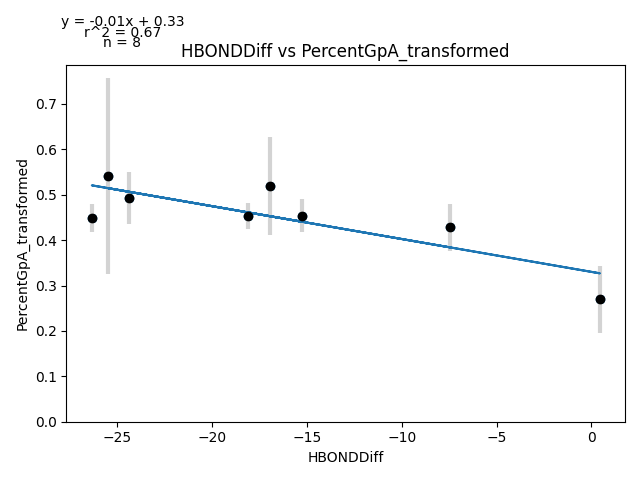 y = -0.01x + 0.33
r^2 = 0.67
n = 8
HBONDDiff vs PercentGpA_transformed
PercentGpA_transformed
0.7
0.6
0.5
0.4
0.3
0.2
0.1
0.0
−25
−20
−15
−10
−5
0
HBONDDiff